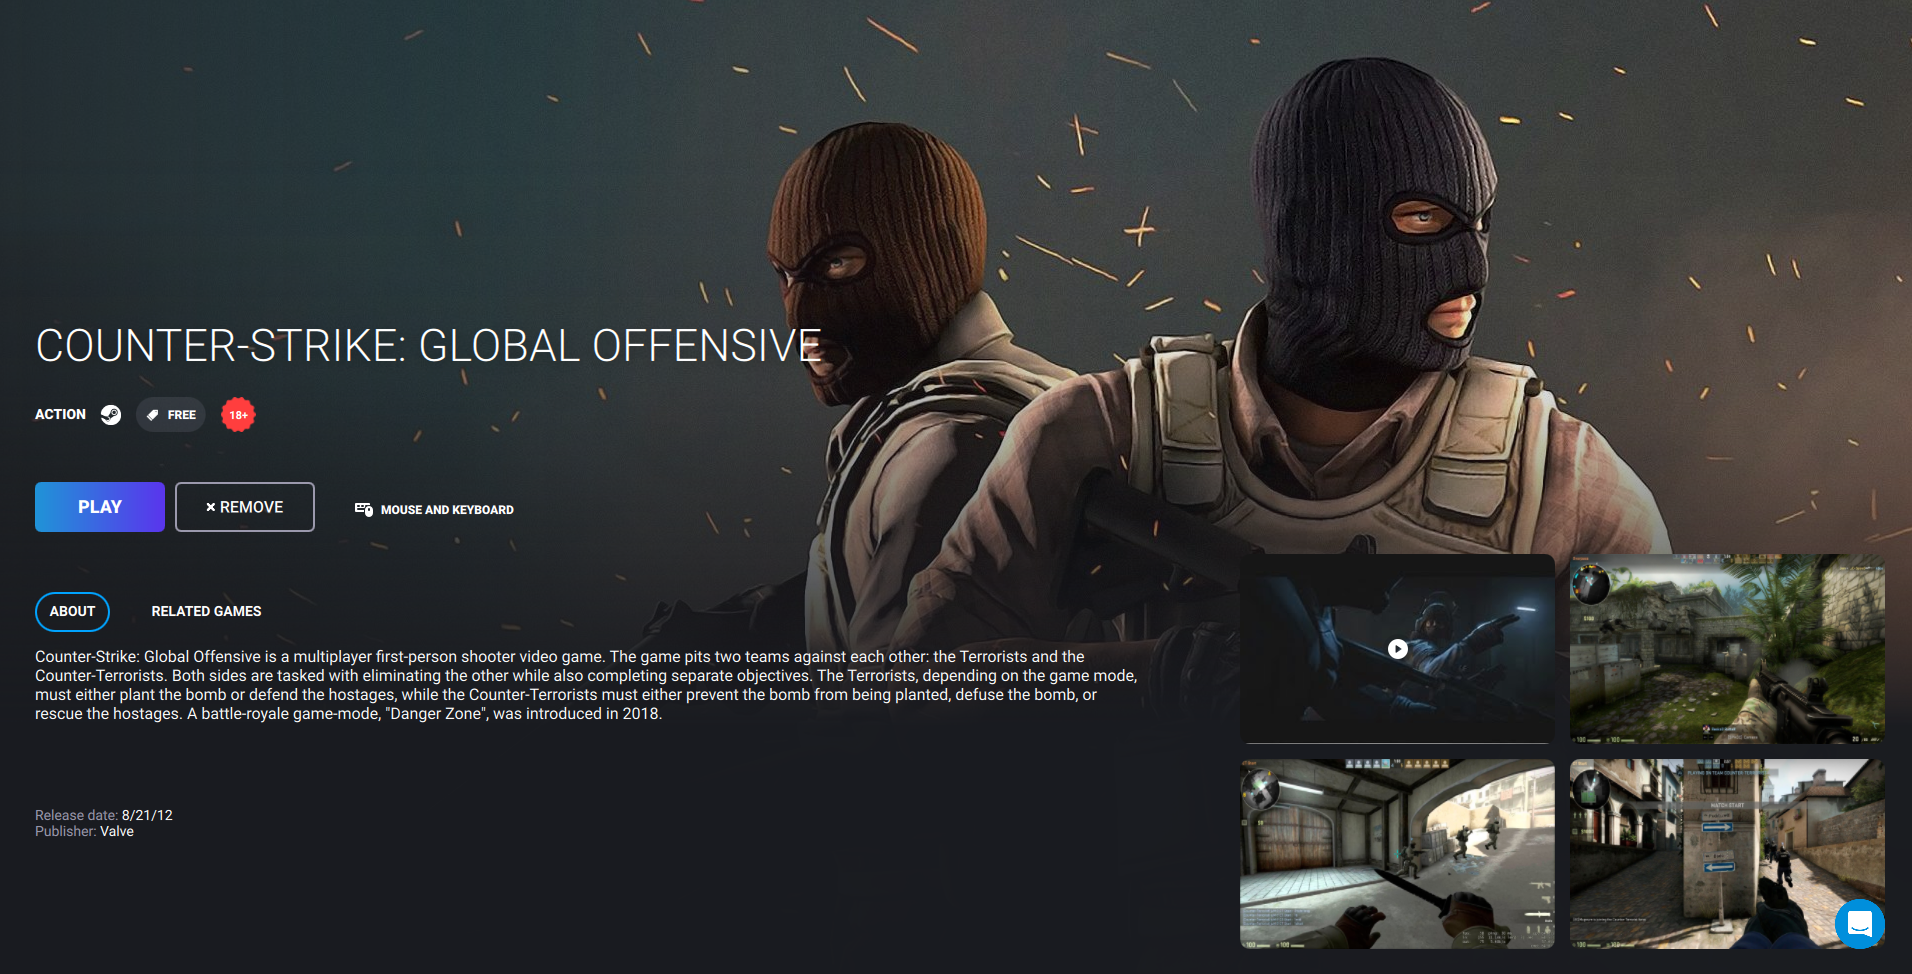 COUNTER-STRIKE: GLOBAL OFFENSIVE
ACTION
FREE
18+
PLAY
× REMOVE
MOUSE AND KEYBOARD
ABOUT
RELATED GAMES
Counter-Strike: Global Offensive is a multiplayer first-person shooter video game. The game pits two teams against each other: the Terrorists and the
Counter-Terrorists. Both sides are tasked with eliminating the other while also completing separate objectives. The Terrorists, depending on the game mode,
must either plant the bomb or defend the hostages, while the Counter-Terrorists must either prevent the bomb from being planted, defuse the bomb, or
rescue the hostages. A battle-royale game-mode, "Danger Zone", was introduced in 2018.
Release date: 8/21/12
Publisher: Valve
MATCH START